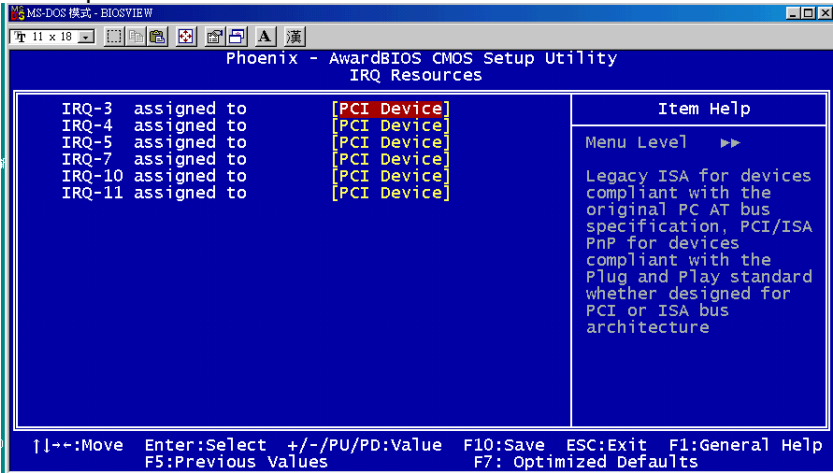 MS-DOS 模式 - BIOSVIEW
11 x 18
A
漢
Phoenix - AwardBIOS CMOS Setup Utility
IRQ Resources
IRQ-3 assigned to [PCI Device]
IRQ-4 assigned to [PCI Device]
IRQ-5 assigned to [PCI Device]
IRQ-7 assigned to [PCI Device]
IRQ-10 assigned to [PCI Device]
IRQ-11 assigned to [PCI Device]
Item Help
Menu Level ▸▸
Legacy ISA for devices
compliant with the
original PC AT bus
specification, PCI/ISA
PnP for devices
compliant with the
Plug and Play standard
whether designed for
PCI or ISA bus
architecture
↑↓→←:Move Enter:Select +/-/PU/PD:Value F10:Save ESC:Exit F1:General Help
F5:Previous Values F7: Optimized Defaults